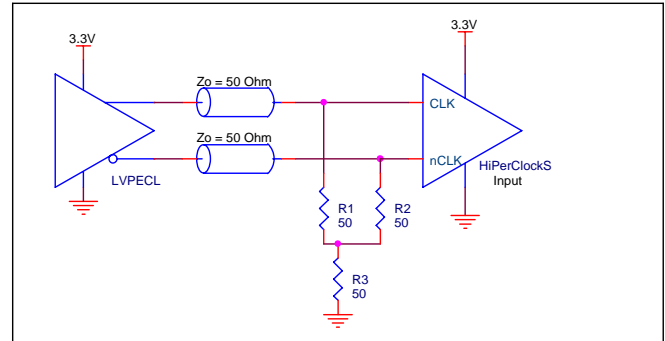 3.3V
3.3V
Zo = 50 Ohm
CLK
Zo = 50 Ohm
nCLK
LVPECL
HiPerClockS
Input
R1
50
R2
50
R3
50